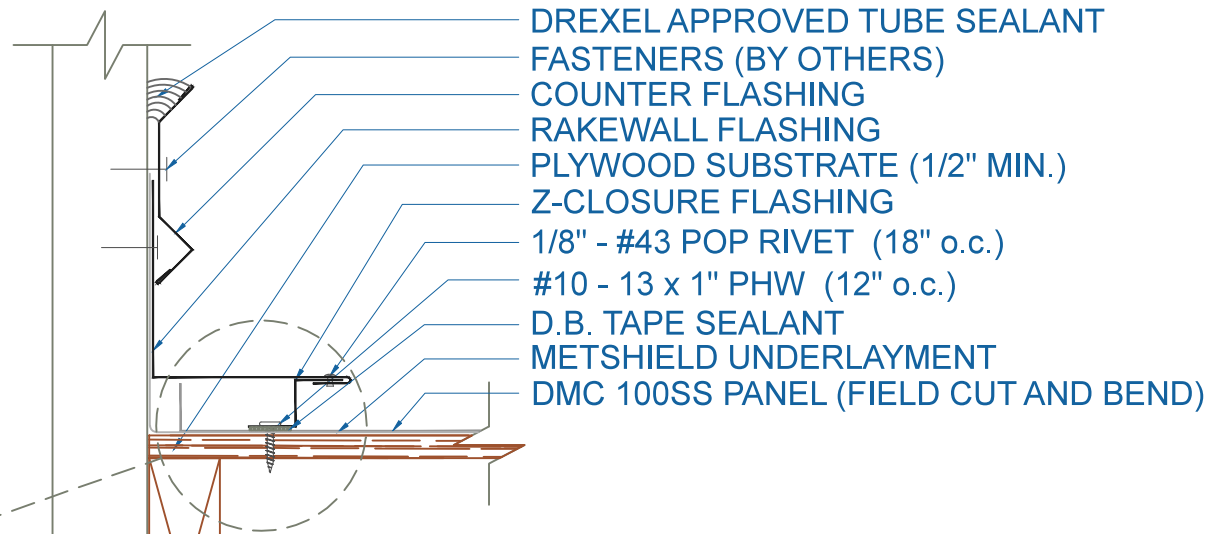 DREXEL APPROVED TUBE SEALANT
FASTENERS (BY OTHERS)
COUNTER FLASHING
RAKEWALL FLASHING
PLYWOOD SUBSTRATE (1/2" MIN.)
Z-CLOSURE FLASHING
1/8" - #43 POP RIVET (18" o.c.)
#10 - 13 x 1" PHW (12" o.c.)
D.B. TAPE SEALANT
METSHIELD UNDERLAYMENT
DMC 100SS PANEL (FIELD CUT AND BEND)